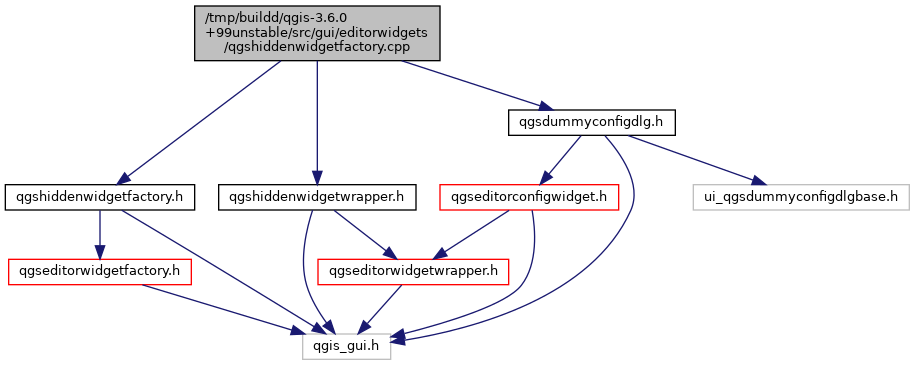 /tmp/buildd/qgis-3.6.0
+99unstable/src/gui/editorwidgets
/qgshiddenwidgetfactory.cpp
qgsdummyconfigdlg.h
qgshiddenwidgetfactory.h
qgshiddenwidgetwrapper.h
qgseditorconfigwidget.h
ui_qgsdummyconfigdlgbase.h
qgseditorwidgetfactory.h
qgseditorwidgetwrapper.h
qgis_gui.h